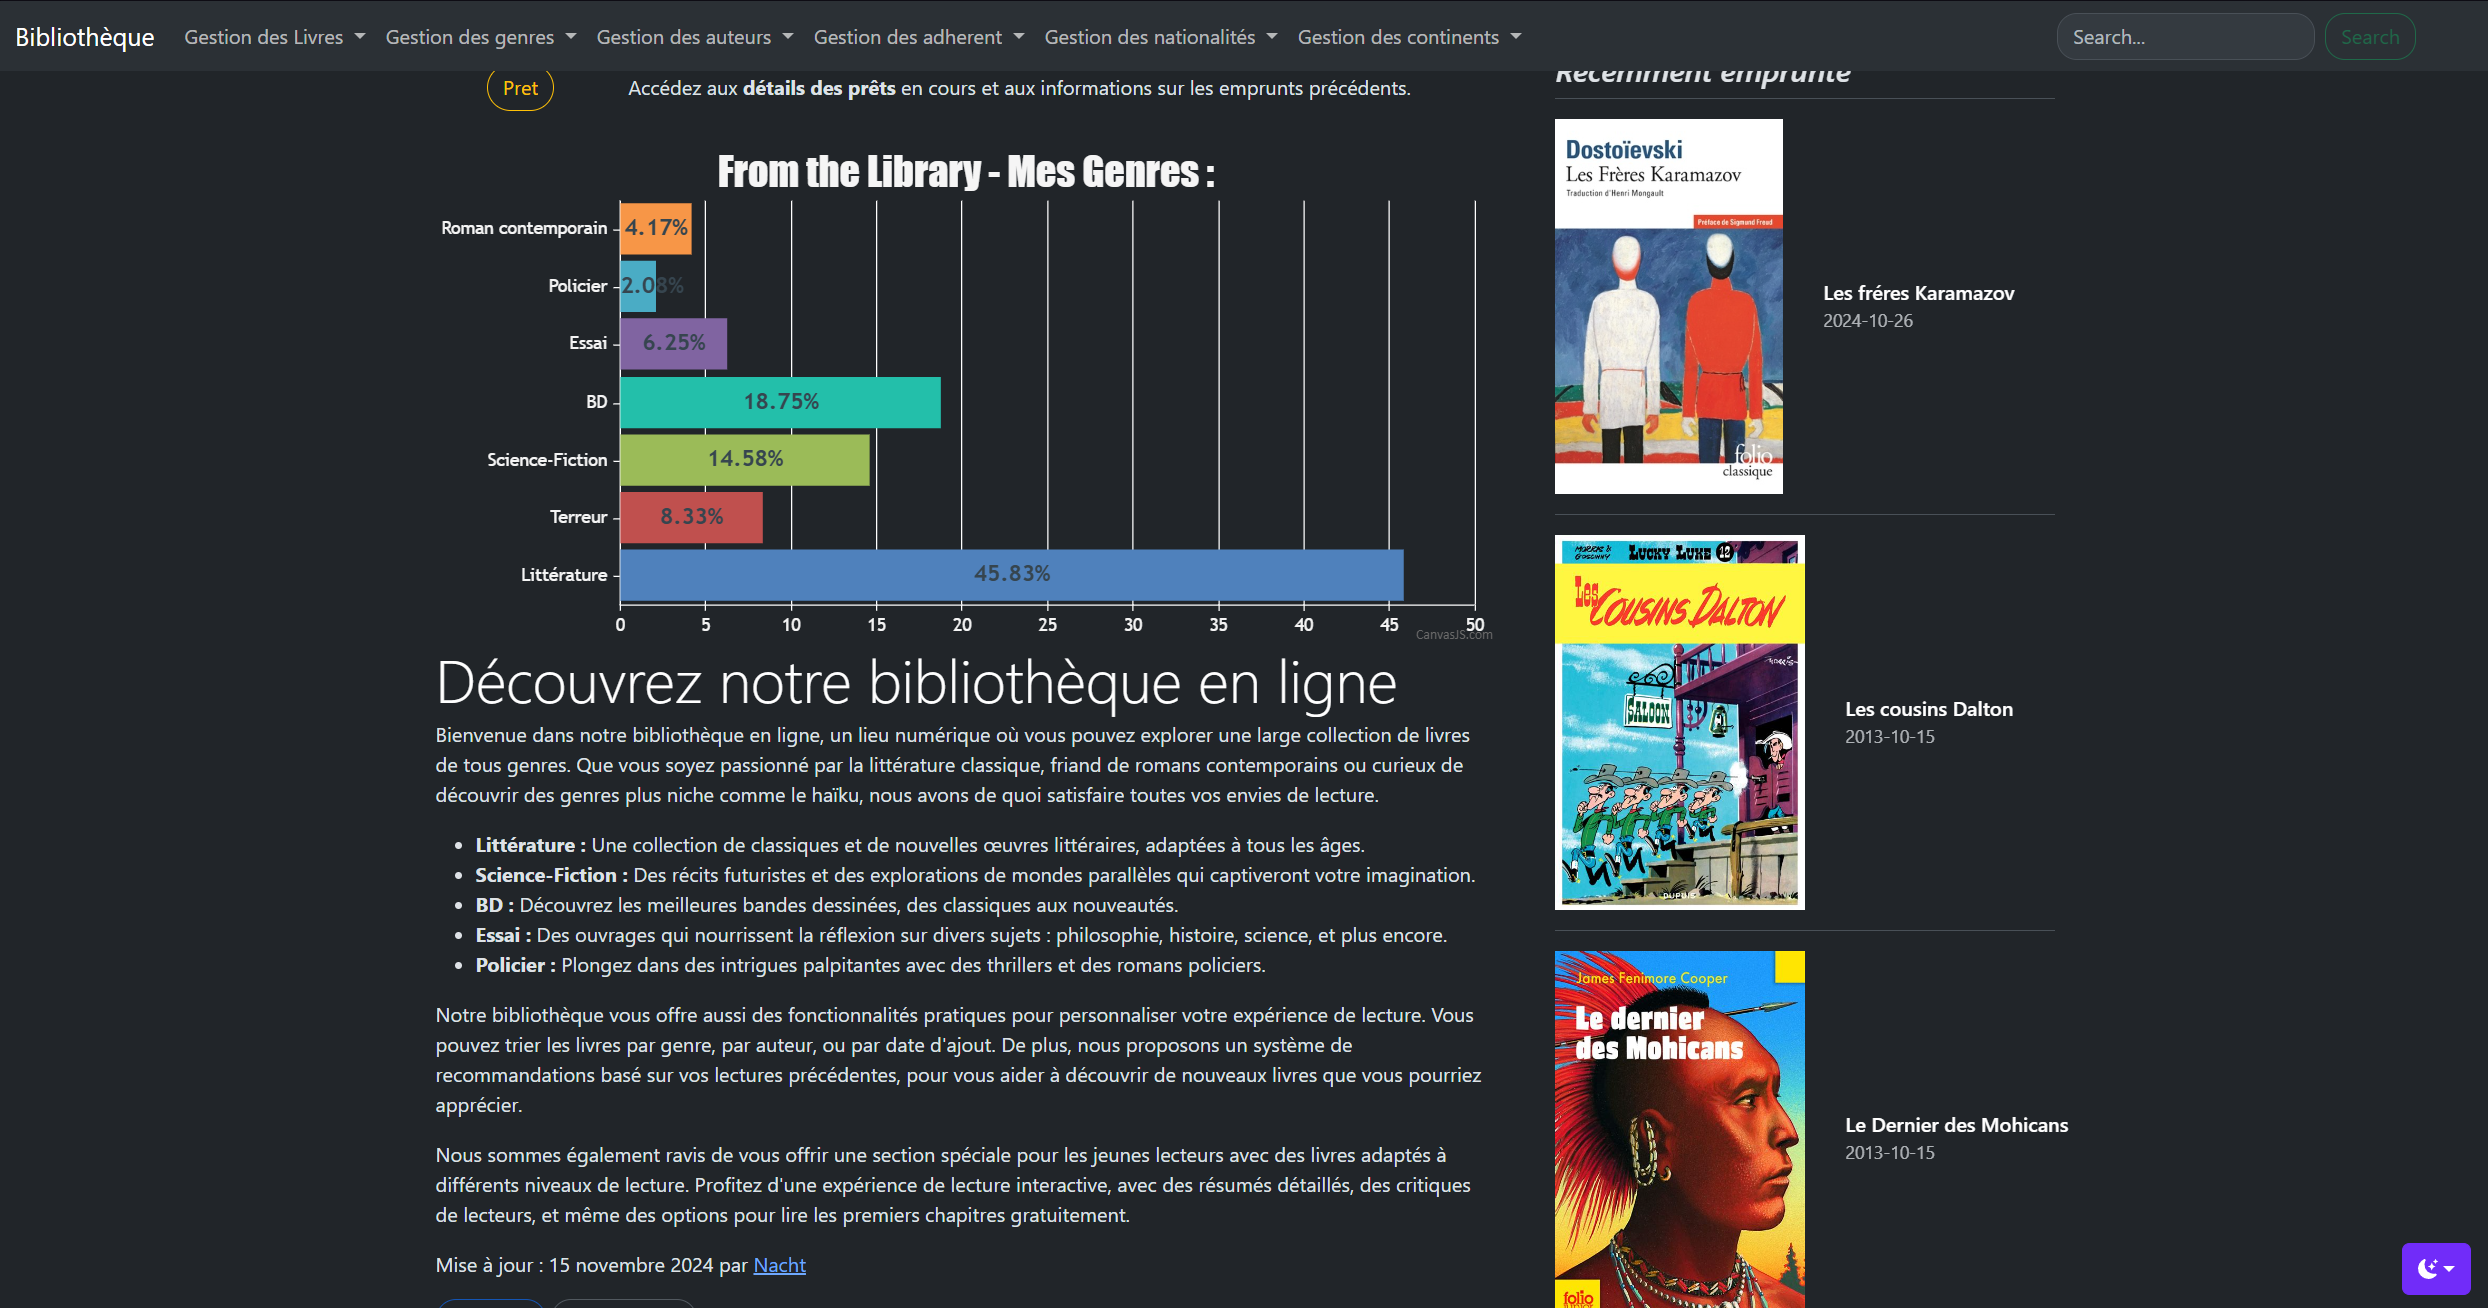 Bibliothèque
Gestion des Livres
Gestion des genres
Gestion des auteurs
Gestion des adherent
Gestion des nationalités
Gestion des continents
Search...
Search
Pret
Accédez aux détails des prêts en cours et aux informations sur les emprunts précédents.
From the Library - Mes Genres :
Roman contemporain
4.17%
Policier
2.08%
Essai
6.25%
BD
18.75%
Science-Fiction
14.58%
Terreur
8.33%
Littérature
45.83%
0 5 10 15 20 25 30 35 40 45 50
CanvasJS.com
Découvrez notre bibliothèque en ligne
Bienvenue dans notre bibliothèque en ligne, un lieu numérique où vous pouvez explorer une large collection de livres
de tous genres. Que vous soyez passionné par la littérature classique, friand de romans contemporains ou curieux de
découvrir des genres plus niche comme le haïku, nous avons de quoi satisfaire toutes vos envies de lecture.
Littérature : Une collection de classiques et de nouvelles œuvres littéraires, adaptées à tous les âges.
Science-Fiction : Des récits futuristes et des explorations de mondes parallèles qui captiveront votre imagination.
BD : Découvrez les meilleures bandes dessinées, des classiques aux nouveautés.
Essai : Des ouvrages qui nourrissent la réflexion sur divers sujets : philosophie, histoire, science, et plus encore.
Policier : Plongez dans des intrigues palpitantes avec des thrillers et des romans policiers.
Notre bibliothèque vous offre aussi des fonctionnalités pratiques pour personnaliser votre expérience de lecture. Vous
pouvez trier les livres par genre, par auteur, ou par date d'ajout. De plus, nous proposons un système de
recommandations basé sur vos lectures précédentes, pour vous aider à découvrir de nouveaux livres que vous pourriez
apprécier.
Nous sommes également ravis de vous offrir une section spéciale pour les jeunes lecteurs avec des livres adaptés à
différents niveaux de lecture. Profitez d'une expérience de lecture interactive, avec des résumés détaillés, des critiques
de lecteurs, et même des options pour lire les premiers chapitres gratuitement.
Mise à jour : 15 novembre 2024 par Nacht
Récemment emprunté
Dostoïevski
Les Frères Karamazov
Traduction d'Henri Mongault
Préface de Sigmund Freud
folio
classique
Les fréres Karamazov
2024-10-26
MORRIS &
GOSCINNY
LUCKY LUKE 12
Les COUSINS DALTON
MORRIS
SALOON
DUPUIS
Les cousins Dalton
2013-10-15
James Fenimore Cooper
Le dernier
des Mohicans
folio
JUNIOR
Le Dernier des Mohicans
2013-10-15